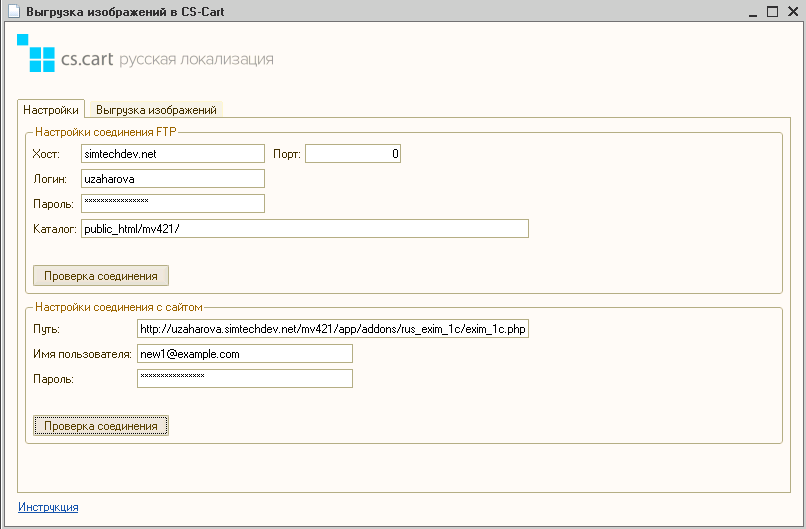 Выгрузка изображений в CS-Cart
cs.cart русская локализация
Настройки Выгрузка изображений
Настройки соединения FTP
Хост: simtechdev.net Порт: 0
Логин: uzaharova
Пароль: ***************
Каталог: public_html/mv421/
Проверка соединения
Настройки соединения с сайтом
Путь: http://uzaharova.simtechdev.net/mv421/app/addons/rus_exim_1c/exim_1c.php
Имя пользователя: new1@example.com
Пароль: ***************
Проверка соединения
Инструкция